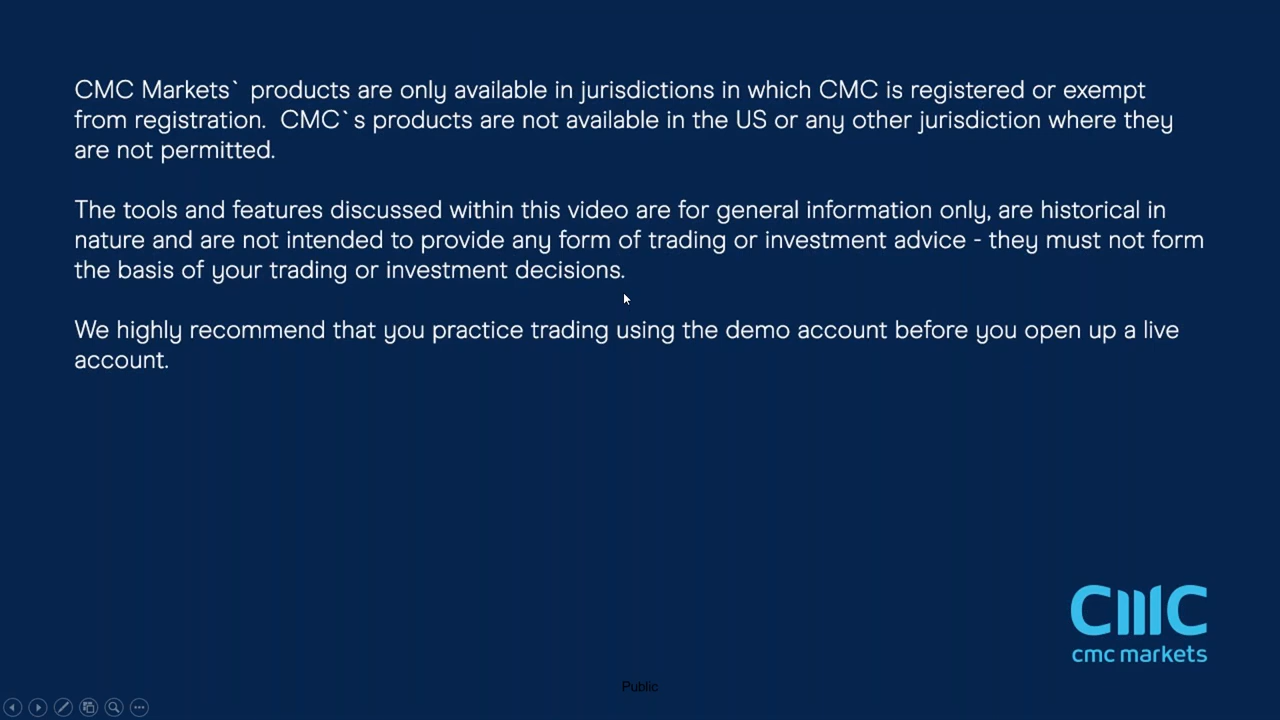 CMC Markets` products are only available in jurisdictions in which CMC is registered or exempt
from registration.  CMC`s products are not available in the US or any other jurisdiction where they
are not permitted.
The tools and features discussed within this video are for general information only, are historical in
nature and are not intended to provide any form of trading or investment advice - they must not form
the basis of your trading or investment decisions.
We highly recommend that you practice trading using the demo account before you open up a live
account.
CMC
cmc markets
Public